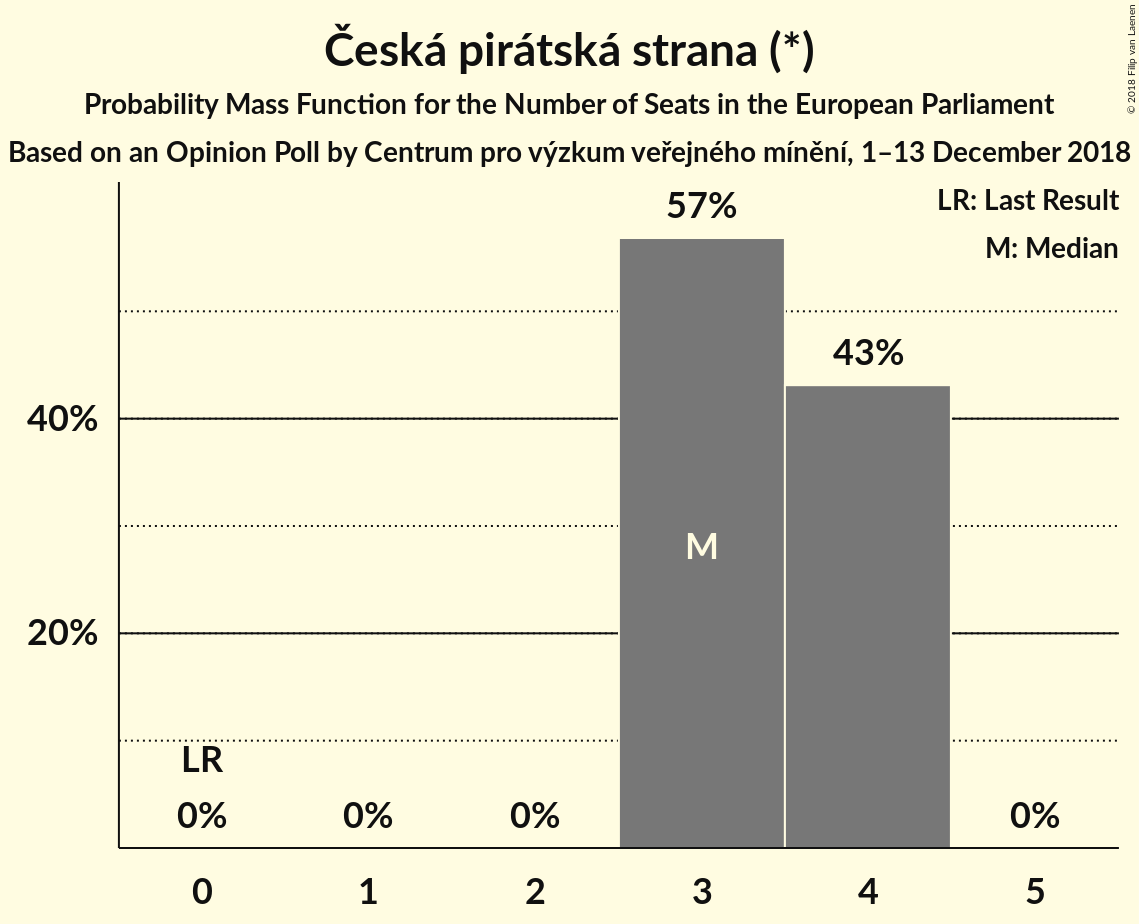 Česká pirátská strana (*)
Probability Mass Function for the Number of Seats in the European Parliament
Based on an Opinion Poll by Centrum pro výzkum veřejného mínění, 1–13 December 2018
© 2018 Filip van Laenen
LR: Last Result
M: Median
57%
43%
40%
20%
M
LR
0% 0% 0% 0%
0 1 2 3 4 5